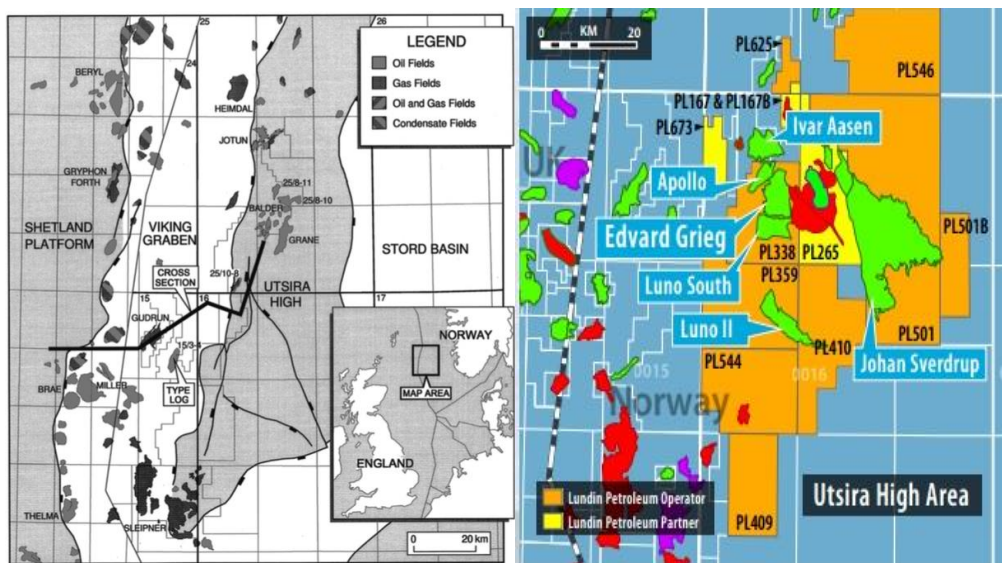 25
26
24
LEGEND
Oil Fields
Gas Fields
Oil and Gas Fields
Condensate Fields
BERYL
HEIMDAL
JOTUN
GRYPHON
FORTH
25/8-11
25/8-10
BALDER
GRANE
SHETLAND
PLATFORM
VIKING
GRABEN
STORD BASIN
CROSS
SECTION
25/10-8
UTSIRA
HIGH
15
16
17
GUDRUN
15/3-4
NORWAY
MAP AREA
BRAE
MILLER
TYPE
LOG
ENGLAND
THELMA
SLEIPNER
0 20 km
KM
0 20
PL625
PL546
PL167 & PL167B
PL673
Ivar Aasen
UK
Apollo
Edvard Grieg
PL501B
PL338
PL265
Luno South
PL359
Luno II
PL501
PL544
PL410
Johan Sverdrup
0015
0016
Norway
Lundin Petroleum Operator
Lundin Petroleum Partner
Utsira High Area
PL409